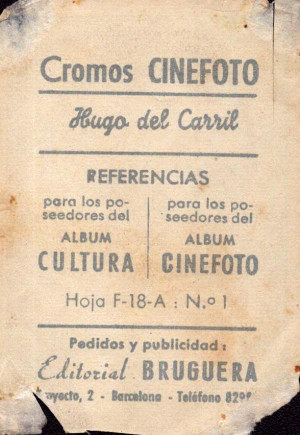 Cromos CINEFOTO
Hugo del Carril
REFERENCIAS
para los po-
seedores del
ALBUM
CULTURA
para los po-
seedores del
ALBUM
CINEFOTO
Hoja F-18-A : N.º 1
Pedidos y publicidad :
Editorial BRUGUERA
2 - Barcelona - Teléfono